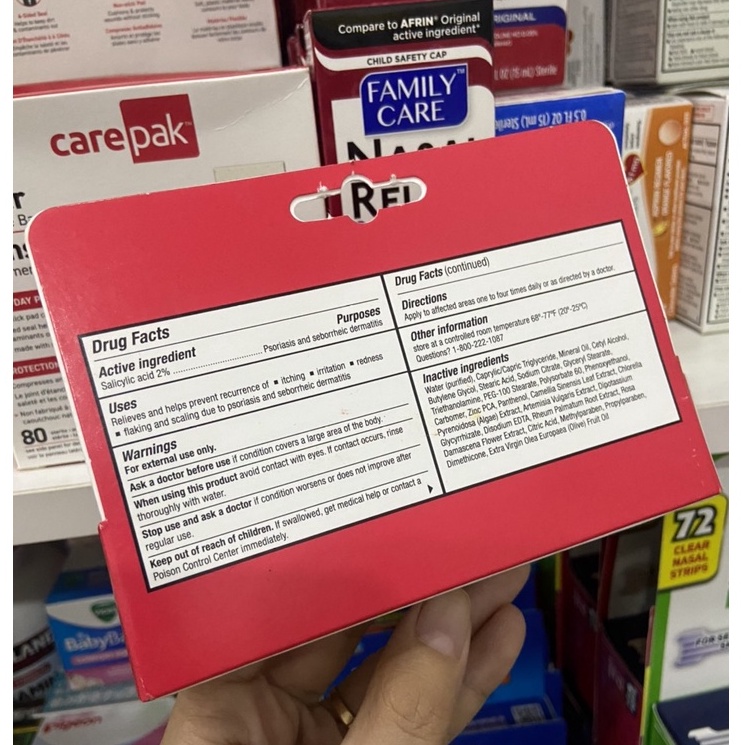 Compare to AFRIN® Original
active ingredient*
CHILD SAFETY CAP
FAMILY
CARE™
carepak™
80
72
CLEAR
NASAL
STRIPS
Drug Facts
Active ingredient
Purposes
Salicylic acid 2% ........................ Psoriasis and seborrheic dermatitis
Uses
Relieves and helps prevent recurrence of ▪ itching ▪ irritation ▪ redness
▪ flaking and scaling due to psoriasis and seborrheic dermatitis
Warnings
For external use only.
Ask a doctor before use if condition covers a large area of the body.
When using this product avoid contact with eyes. If contact occurs, rinse
thoroughly with water.
Stop use and ask a doctor if condition worsens or does not improve after
regular use.
Keep out of reach of children. If swallowed, get medical help or contact a
Poison Control Center immediately.
Drug Facts (continued)
Directions
Apply to affected areas one to four times daily or as directed by a doctor.
Other information
store at a controlled room temperature 68°-77°F (20°-25°C)
Questions? 1-800-222-1087
Inactive ingredients
Water (purified), Caprylic/Capric Triglyceride, Mineral Oil, Cetyl Alcohol,
Butylene Glycol, Stearic Acid, Sodium Citrate, Glyceryl Stearate,
Triethanolamine, PEG-100 Stearate, Polysorbate 60, Phenoxyethanol,
Carbomer, Zinc PCA, Panthenol, Camellia Sinensis Leaf Extract, Chlorella
Pyrenoidosa (Algae) Extract, Artemisia Vulgaris Extract, Dipotassium
Glycyrrhizate, Disodium EDTA, Rheum Palmatum Root Extract, Rosa
Damascena Flower Extract, Citric Acid, Methylparaben, Propylparaben,
Dimethicone, Extra Virgin Olea Europaea (Olive) Fruit Oil